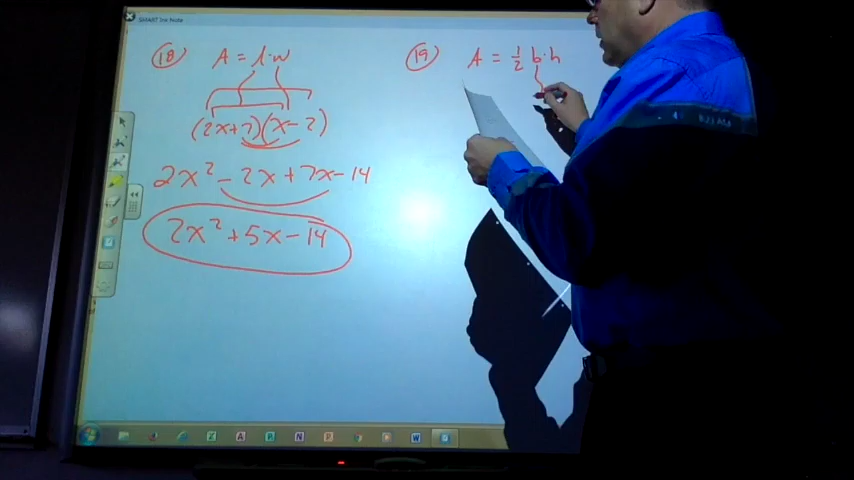 SMART Ink Note
18 A = l·w
(2x+7)(x-2)
2x² - 2x + 7x - 14
2x² + 5x - 14
19 A = ½ b·h